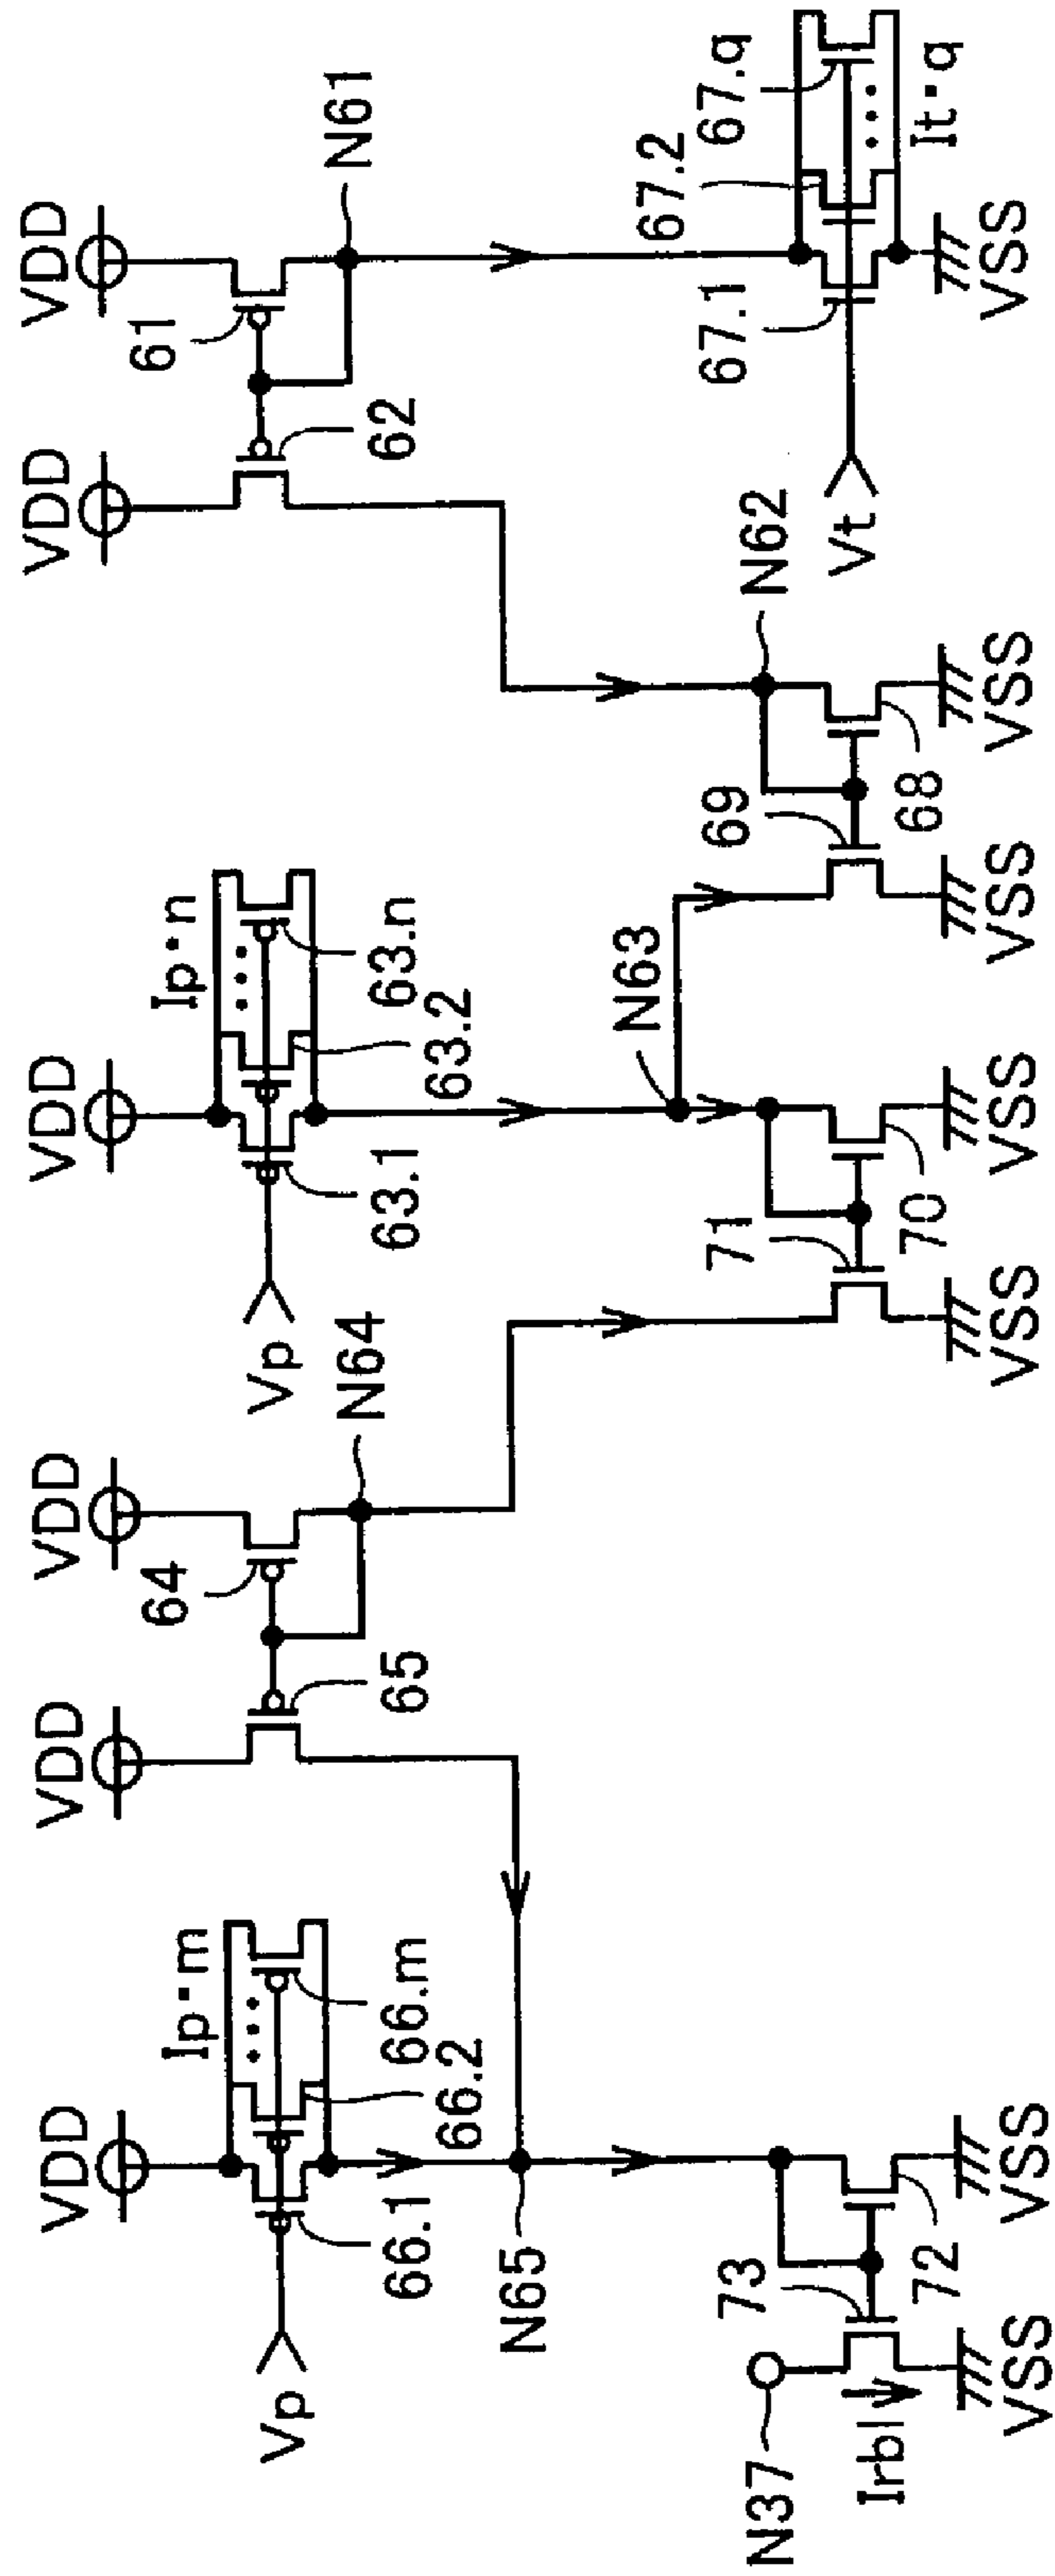 VDD
Ip·m
Vp
66.1
66.2
66.m
N65
VDD
65
VDD
64
N64
Vp
VDD
Ip·n
63.1
63.2
63.n
N63
VDD
62
VDD
61
N61
N37
Irbl
73
72
VSS
VSS
71
70
VSS
VSS
69
68
VSS
VSS
N62
Vt
67.1
67.2
67.q
It·q
VSS